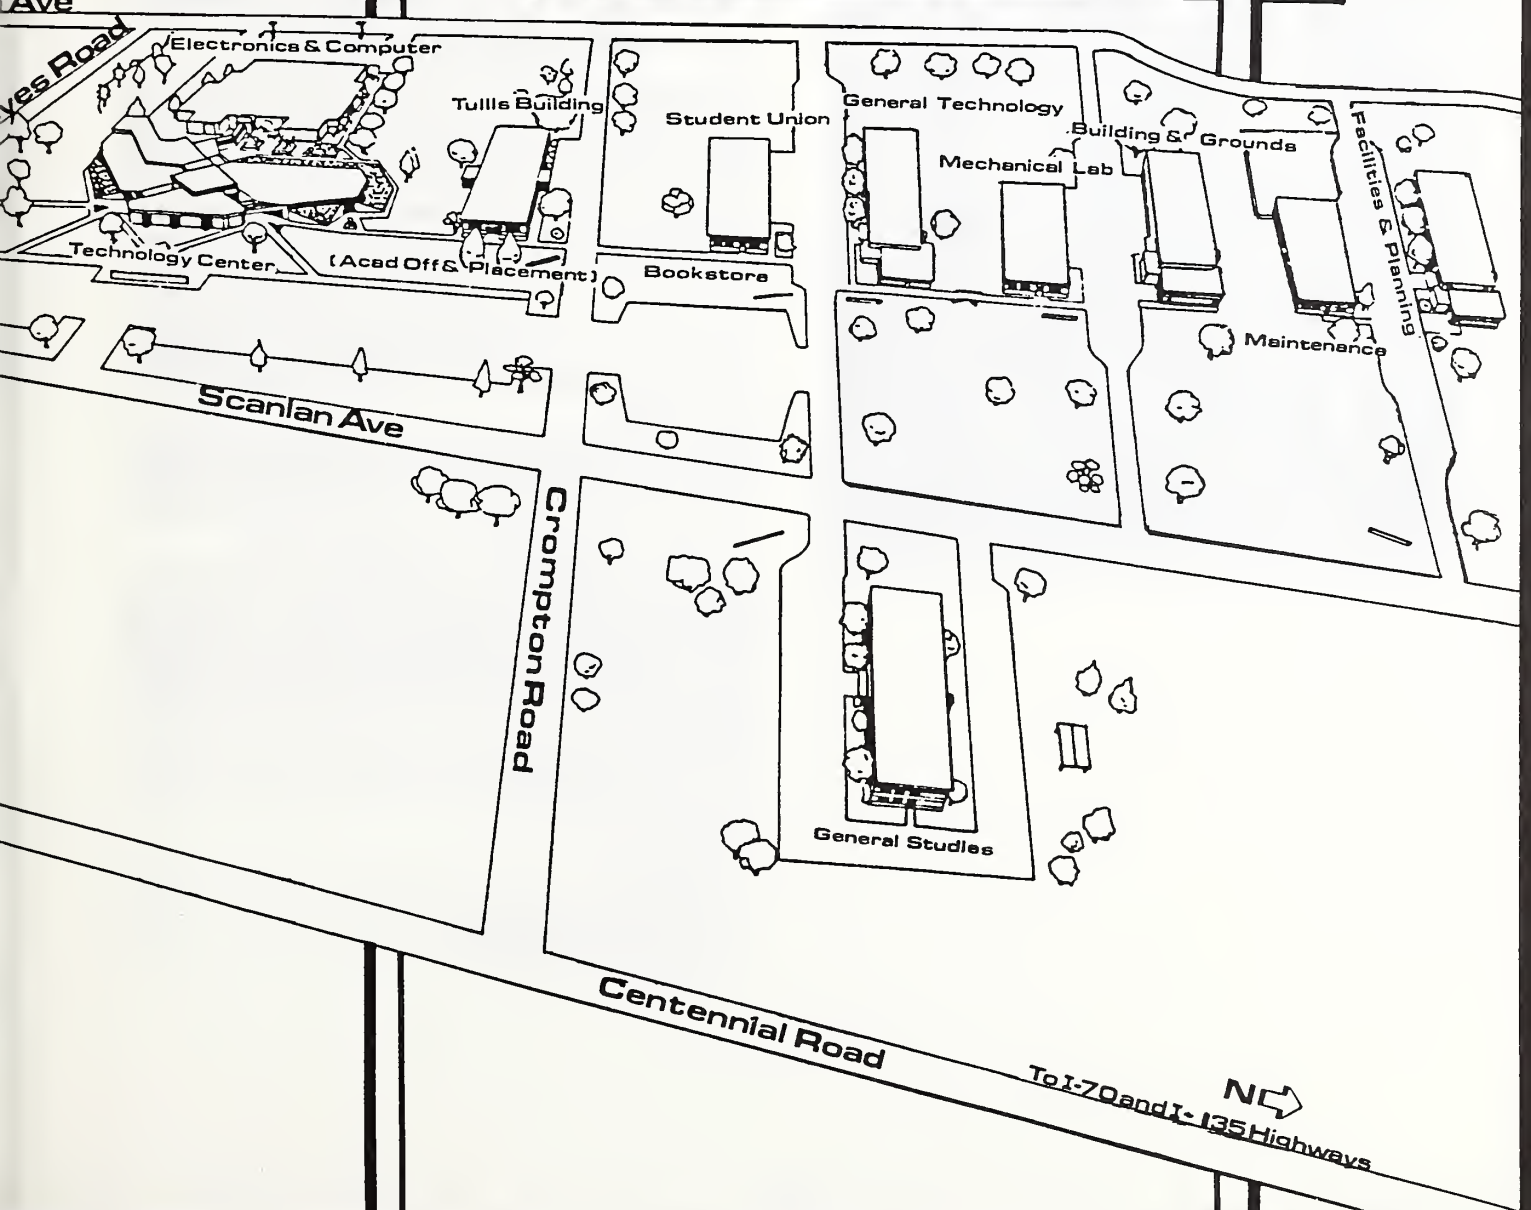 Ave
yes Road
Electronics & Computer
Tullis Building
Student Union
General Technology
Building & Grounds
Mechanical Lab
Facilities & Planning
Technology Center
(Acad Off & Placement)
Bookstore
Maintenance
Scanlan Ave
Crompton Road
General Studies
Centennial Road
To I-70 and I-135 Highways
N